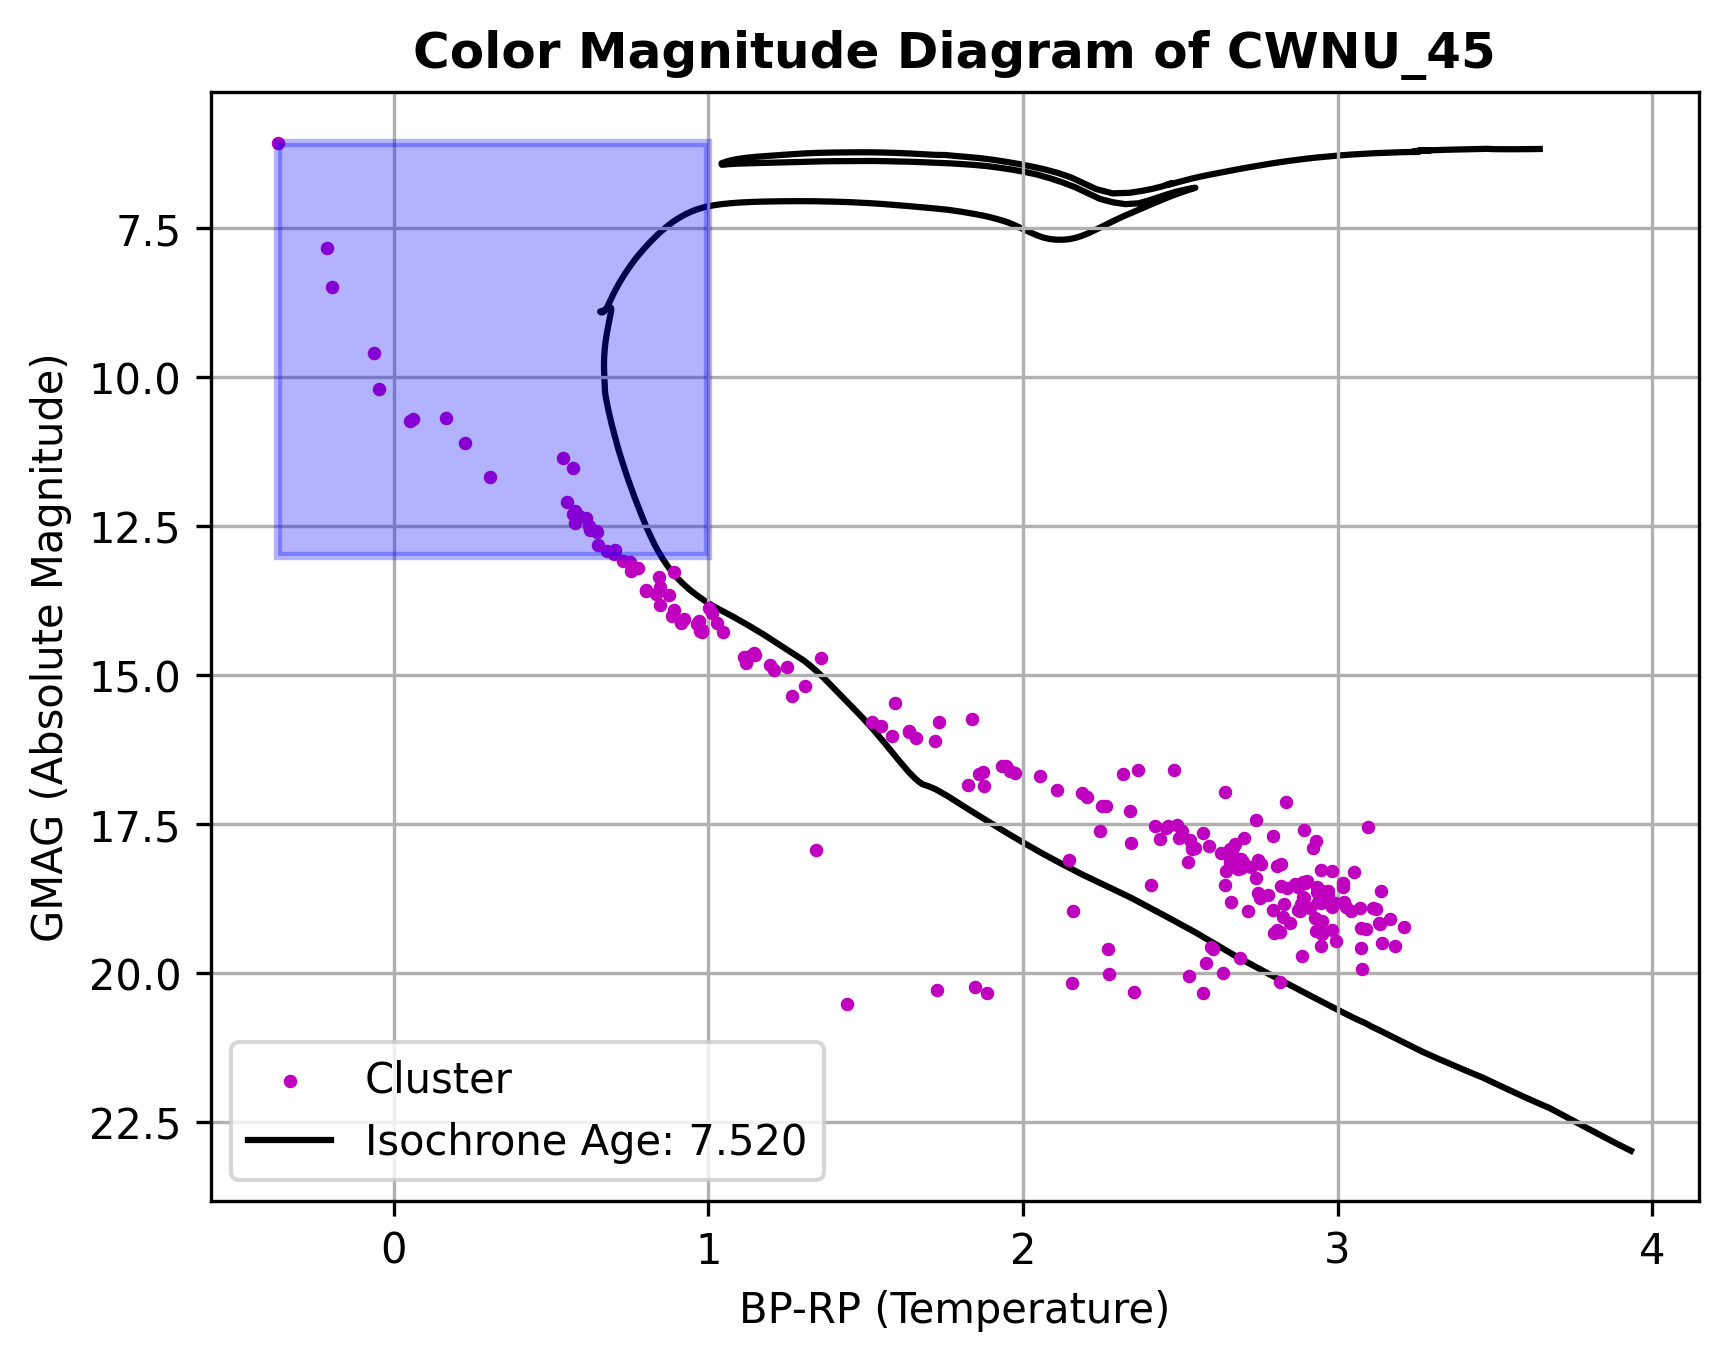 Color Magnitude Diagram of CWNU_45
GMAG (Absolute Magnitude)
7.5
10.0
12.5
15.0
17.5
20.0
22.5
Cluster
Isochrone Age: 7.520
0 1 2 3 4
BP-RP (Temperature)